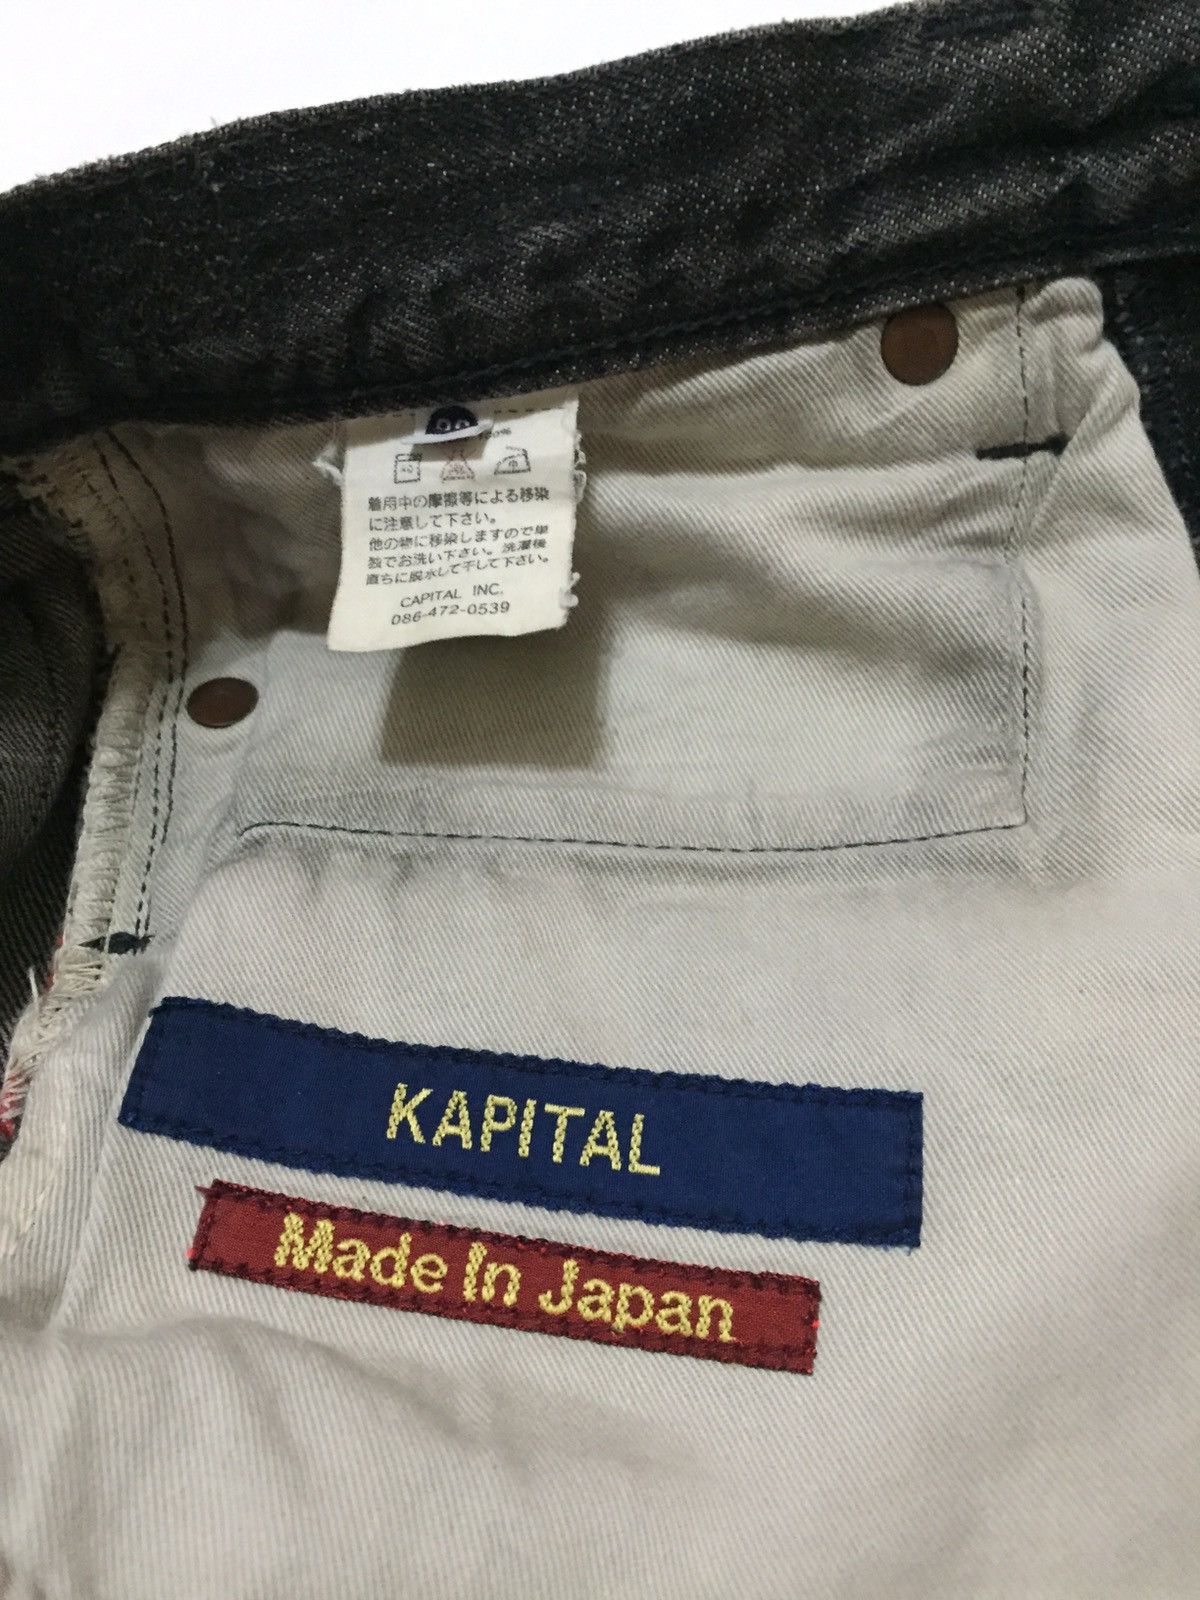 100%
着用中の摩擦等による移染
に注意して下さい。
他の物に移染しますので単
独でお洗い下さい。洗濯後
直ちに脱水して干して下さい。
CAPITAL INC.
086-472-0539
KAPITAL
Made In Japan